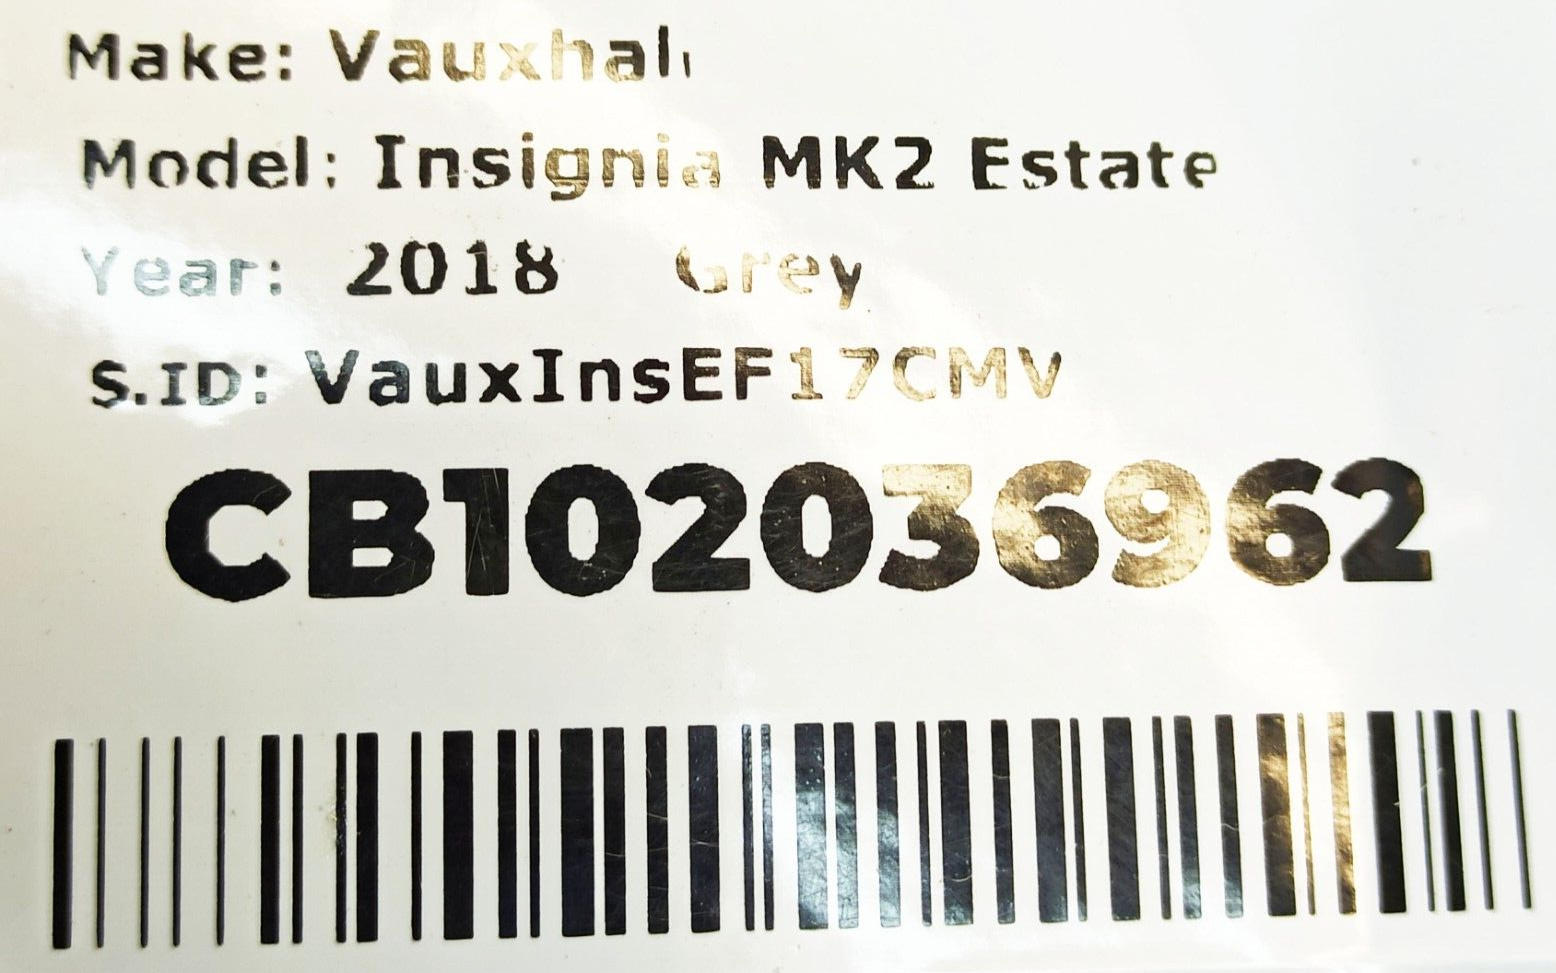 Make: Vauxhall
Model: Insignia MK2 Estate
Year: 2018 Grey
S.ID: VauxInsEF17CMV
CB102036962